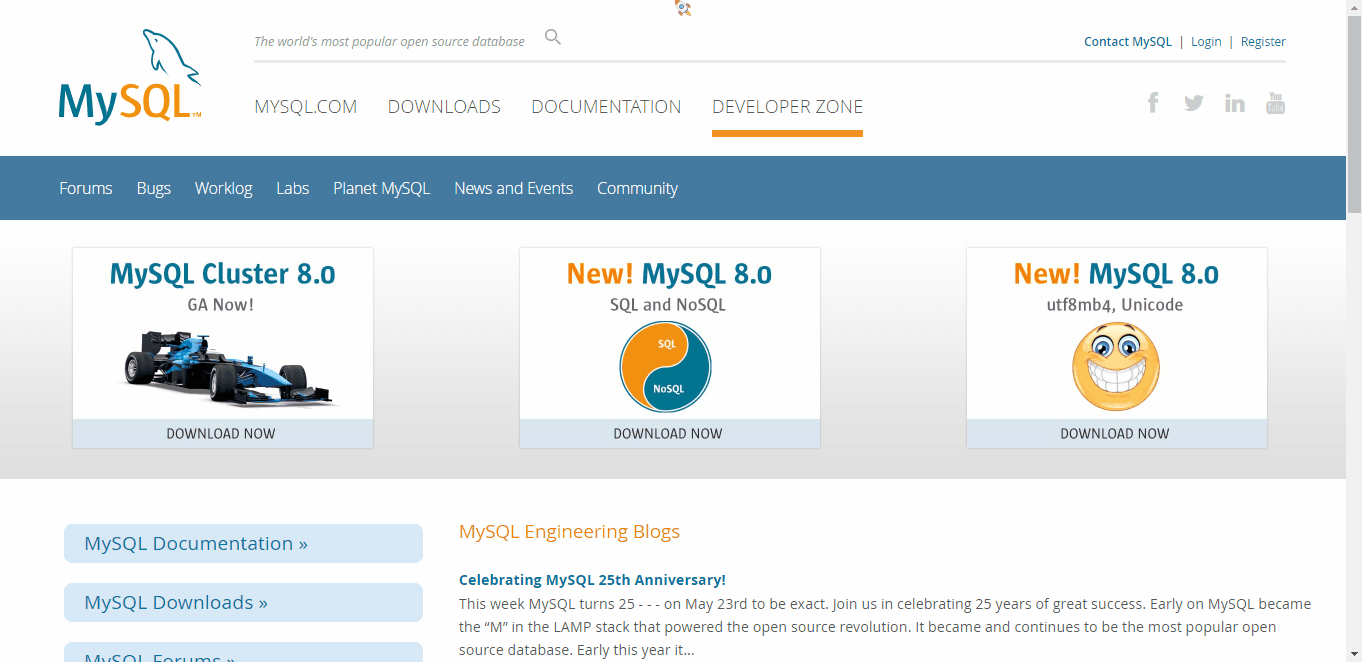 The world's most popular open source database
Contact MySQL | Login | Register
MySQL™
MYSQL.COM DOWNLOADS DOCUMENTATION DEVELOPER ZONE
You Tube
Forums Bugs Worklog Labs Planet MySQL News and Events Community
MySQL Cluster 8.0
GA Now!
DOWNLOAD NOW
New! MySQL 8.0
SQL and NoSQL
SQL
NoSQL
DOWNLOAD NOW
New! MySQL 8.0
utf8mb4, Unicode
DOWNLOAD NOW
MySQL Documentation »
MySQL Downloads »
MySQL Forums »
MySQL Engineering Blogs
Celebrating MySQL 25th Anniversary!
This week MySQL turns 25 - - - on May 23rd to be exact. Join us in celebrating 25 years of great success. Early on MySQL became
the “M” in the LAMP stack that powered the open source revolution. It became and continues to be the most popular open
source database. Early this year it...